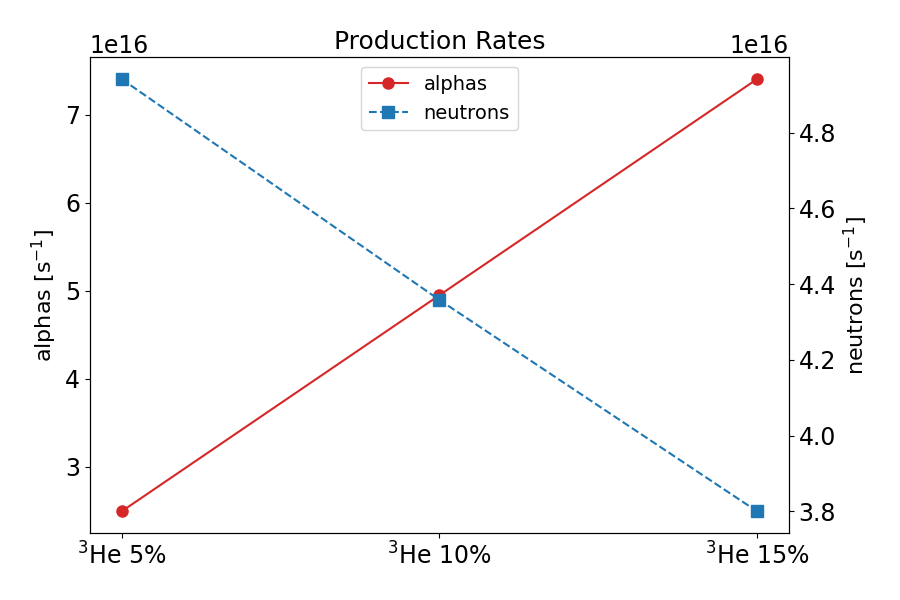 Production Rates
1e16
1e16
alphas
neutrons
7
6
5
4
3
alphas [s⁻¹]
4.8
4.6
4.4
4.2
4.0
3.8
neutrons [s⁻¹]
³He 5%
³He 10%
³He 15%